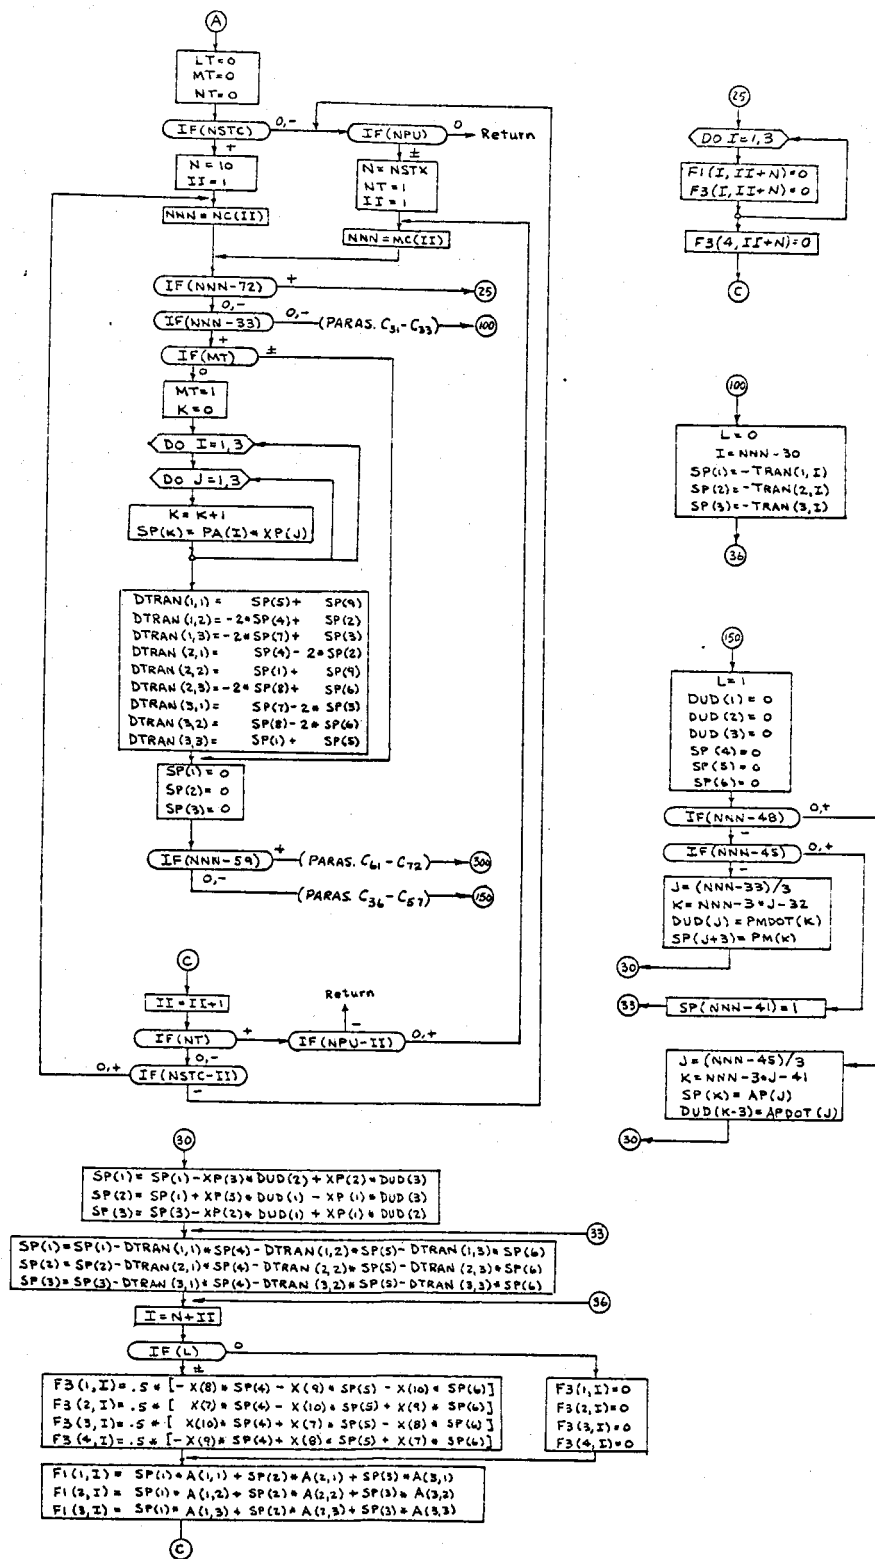 A
LT=0
MT=0
NT=0
IF(NSTC)
0,-
+
IF(NPU)
0
Return
±
N=10
II=1
N=NSTX
NT=1
II=1
NNN=NC(II)
NNN=MC(II)
IF(NNN-72)
+
25
0,-
IF(NNN-33)
0,-
(PARAS. C31-C33)
100
+
IF(MT)
±
0
MT=1
K=0
DO I=1,3
DO J=1,3
K=K+1
SP(K)=PA(I)*XP(J)
DTRAN(1,1)= SP(5)+ SP(9)
DTRAN(1,2)=-2*SP(4)+ SP(2)
DTRAN(1,3)=-2*SP(7)+ SP(3)
DTRAN(2,1)= SP(4)-2*SP(2)
DTRAN(2,2)= SP(1)+ SP(9)
DTRAN(2,3)=-2*SP(8)+ SP(6)
DTRAN(3,1)= SP(7)-2*SP(3)
DTRAN(3,2)= SP(8)-2*SP(6)
DTRAN(3,3)= SP(1)+ SP(5)
SP(1)=0
SP(2)=0
SP(3)=0
IF(NNN-59)
+
(PARAS. C61-C72)
300
0,-
(PARAS. C36-C57)
150
C
II=II+1
Return
IF(NT)
+
-
IF(NPU-II)
0,+
0,-
0,+
IF(NSTC-II)
-
25
DO I=1,3
F1(I,II+N)=0
F3(I,II+N)=0
F3(4,II+N)=0
C
100
L=0
I=NNN-30
SP(1)=-TRAN(1,I)
SP(2)=-TRAN(2,I)
SP(3)=-TRAN(3,I)
36
150
L=1
DUD(1)=0
DUD(2)=0
DUD(3)=0
SP(4)=0
SP(5)=0
SP(6)=0
IF(NNN-48)
0,+
-
IF(NNN-45)
0,+
-
J=(NNN-33)/3
K=NNN-3*J-32
DUD(J)=PMDOT(K)
SP(J+3)=PM(K)
30
33
SP(NNN-41)=1
J=(NNN-45)/3
K=NNN-3*J-41
SP(K)=AP(J)
DUD(K-3)=APDOT(J)
30
30
SP(1)=SP(1)-XP(3)*DUD(2)+XP(2)*DUD(3)
SP(2)=SP(1)+XP(3)*DUD(1)-XP(1)*DUD(3)
SP(3)=SP(3)-XP(2)*DUD(1)+XP(1)*DUD(2)
33
SP(1)=SP(1)-DTRAN(1,1)*SP(4)-DTRAN(1,2)*SP(5)-DTRAN(1,3)*SP(6)
SP(2)=SP(2)-DTRAN(2,1)*SP(4)-DTRAN(2,2)*SP(5)-DTRAN(2,3)*SP(6)
SP(3)=SP(3)-DTRAN(3,1)*SP(4)-DTRAN(3,2)*SP(5)-DTRAN(3,3)*SP(6)
36
I=N+II
IF(L)
0
±
F3(1,I)=.5*[-X(8)*SP(4)-X(9)*SP(5)-X(10)*SP(6)]
F3(2,I)=.5*[ X(7)*SP(4)-X(10)*SP(5)+X(9)*SP(6)]
F3(3,I)=.5*[ X(10)*SP(4)+X(7)*SP(5)-X(8)*SP(6)]
F3(4,I)=.5*[-X(9)*SP(4)+X(8)*SP(5)+X(7)*SP(6)]
F3(1,I)=0
F3(2,I)=0
F3(3,I)=0
F3(4,I)=0
F1(1,I)= SP(1)*A(1,1)+SP(2)*A(2,1)+SP(3)*A(3,1)
F1(2,I)= SP(1)*A(1,2)+SP(2)*A(2,2)+SP(3)*A(3,2)
F1(3,I)= SP(1)*A(1,3)+SP(2)*A(2,3)+SP(3)*A(3,3)
C